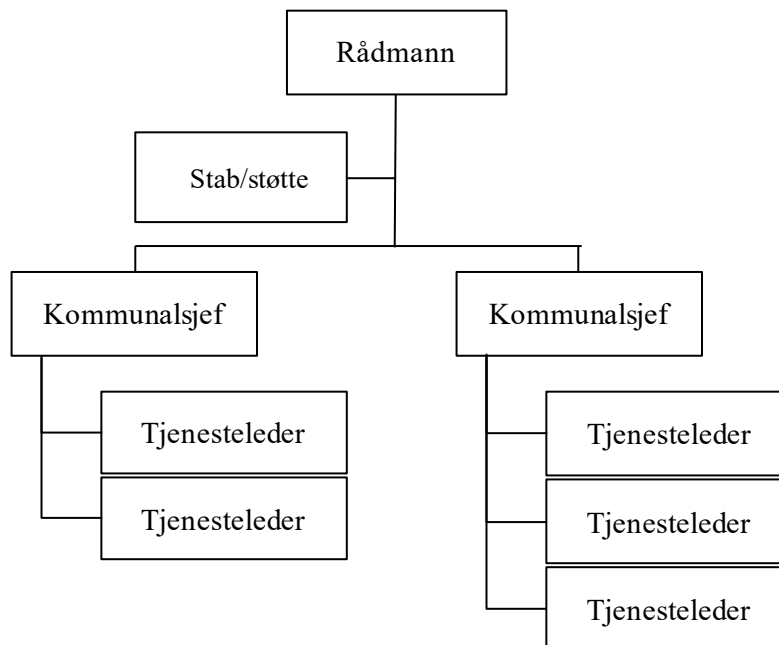 Rådmann
Stab/støtte
Kommunalsjef
Kommunalsjef
Tjenesteleder
Tjenesteleder
Tjenesteleder
Tjenesteleder
Tjenesteleder